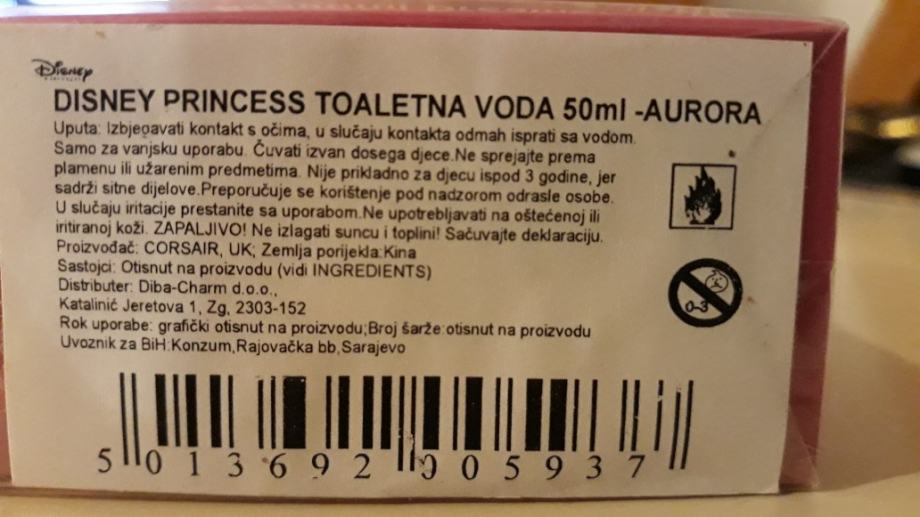 Disney
DISNEY PRINCESS TOALETNA VODA 50ml -AURORA
Uputa: Izbjegavati kontakt s očima, u slučaju kontakta odmah isprati sa vodom.
Samo za vanjsku uporabu. Čuvati izvan dosega djece.Ne sprejajte prema
plamenu ili užarenim predmetima. Nije prikladno za djecu ispod 3 godine, jer
sadrži sitne dijelove.Preporučuje se korištenje pod nadzorom odrasle osobe.
U slučaju iritacije prestanite sa uporabom.Ne upotrebljavati na oštećenoj ili
iritiranoj koži. ZAPALJIVO! Ne izlagati suncu i toplini! Sačuvajte deklaraciju.
Proizvođač: CORSAIR, UK; Zemlja porijekla:Kina
Sastojci: Otisnut na proizvodu (vidi INGREDIENTS)
Distributer: Diba-Charm d.o.o.,
Katalinić Jeretova 1, Zg, 2303-152
Rok uporabe: grafički otisnut na proizvodu;Broj šarže:otisnut na proizvodu
Uvoznik za BiH:Konzum,Rajovačka bb,Sarajevo
0-3
5 013692 005937